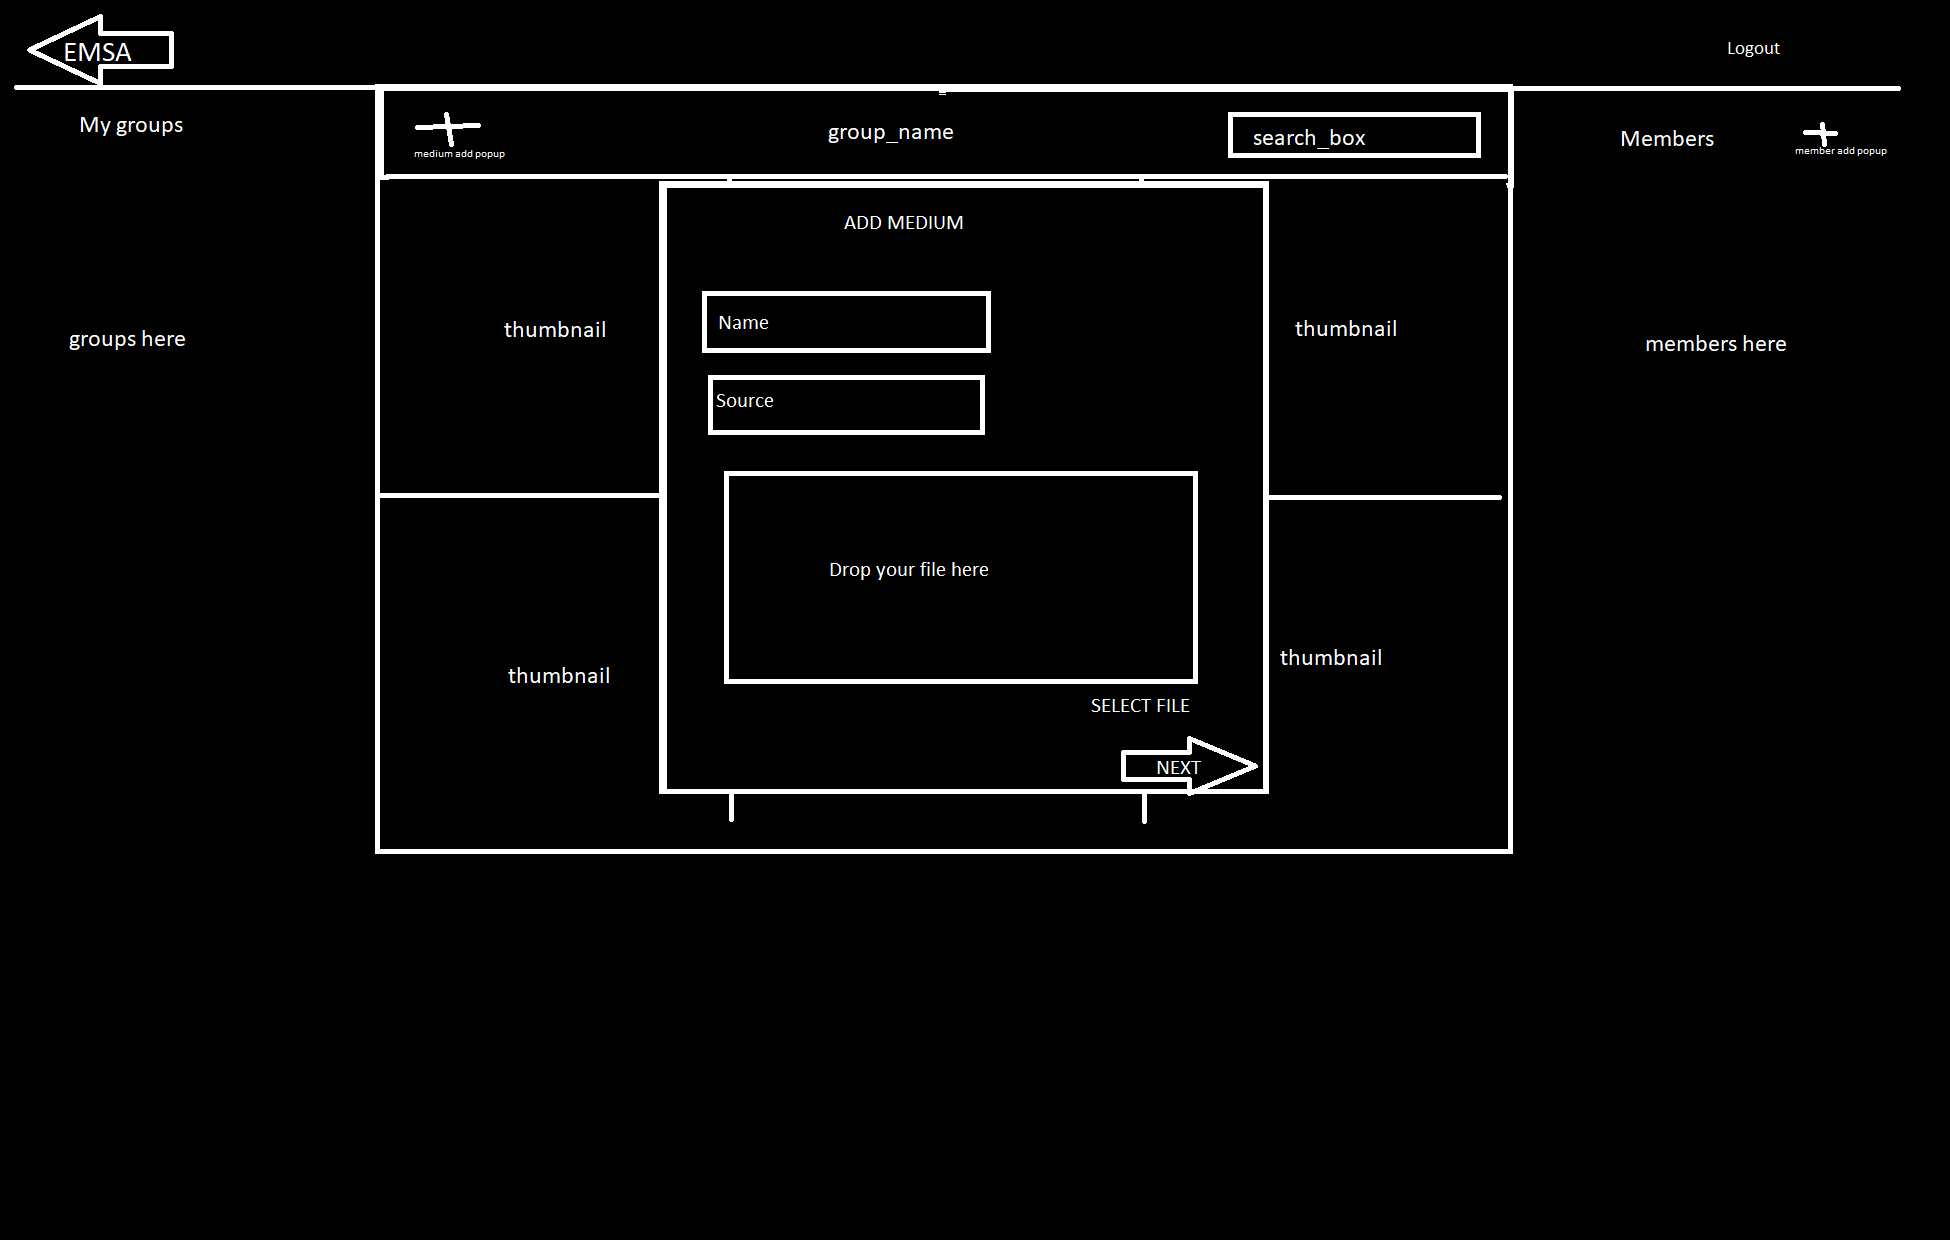 EMSA
Logout
My groups
medium add popup
group_name
search_box
Members
member add popup
ADD MEDIUM
Name
groups here
thumbnail
thumbnail
members here
Source
Drop your file here
thumbnail
thumbnail
SELECT FILE
NEXT